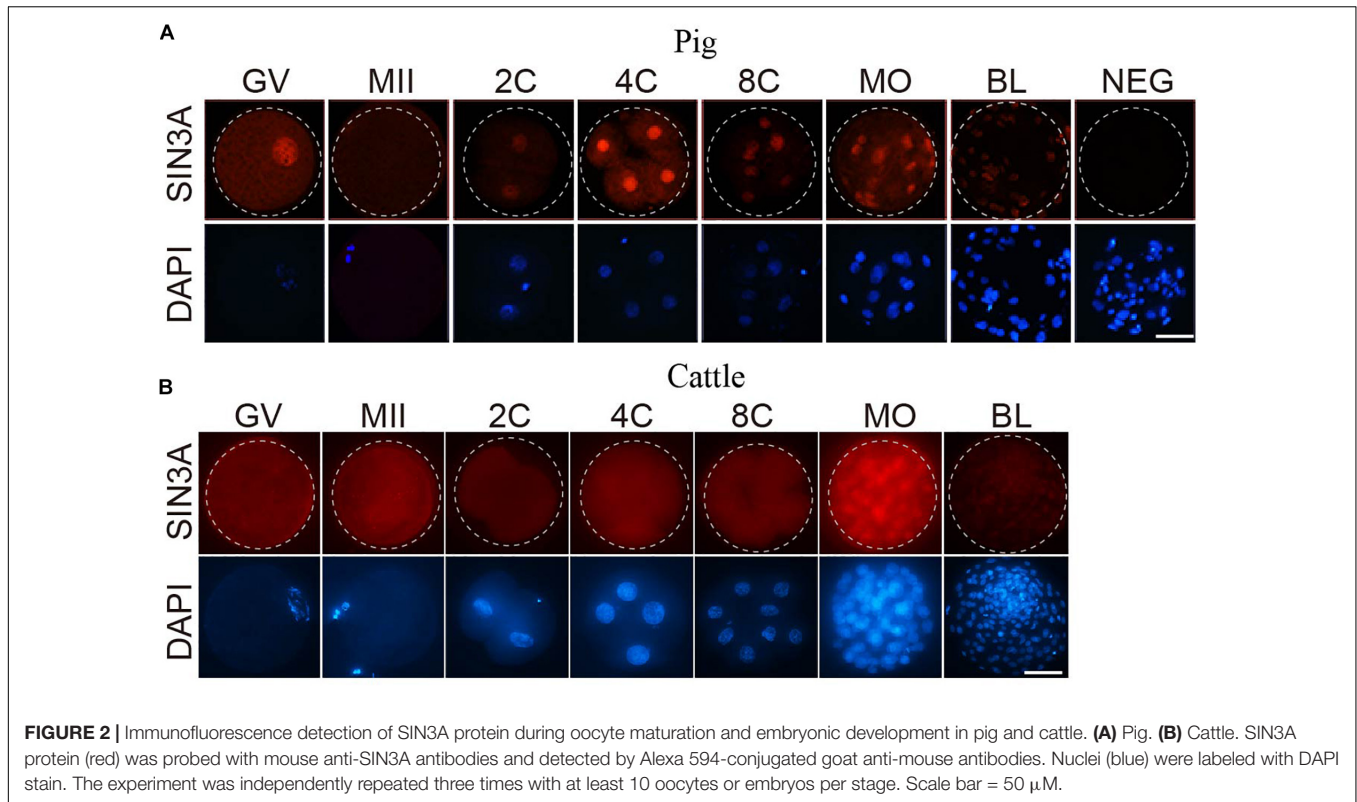 A
Pig
GV MII 2C 4C 8C MO BL NEG
SIN3A
DAPI
B
Cattle
GV MII 2C 4C 8C MO BL
SIN3A
DAPI
FIGURE 2 | Immunofluorescence detection of SIN3A protein during oocyte maturation and embryonic development in pig and cattle. (A) Pig. (B) Cattle. SIN3A
protein (red) was probed with mouse anti-SIN3A antibodies and detected by Alexa 594-conjugated goat anti-mouse antibodies. Nuclei (blue) were labeled with DAPI
stain. The experiment was independently repeated three times with at least 10 oocytes or embryos per stage. Scale bar = 50 μM.